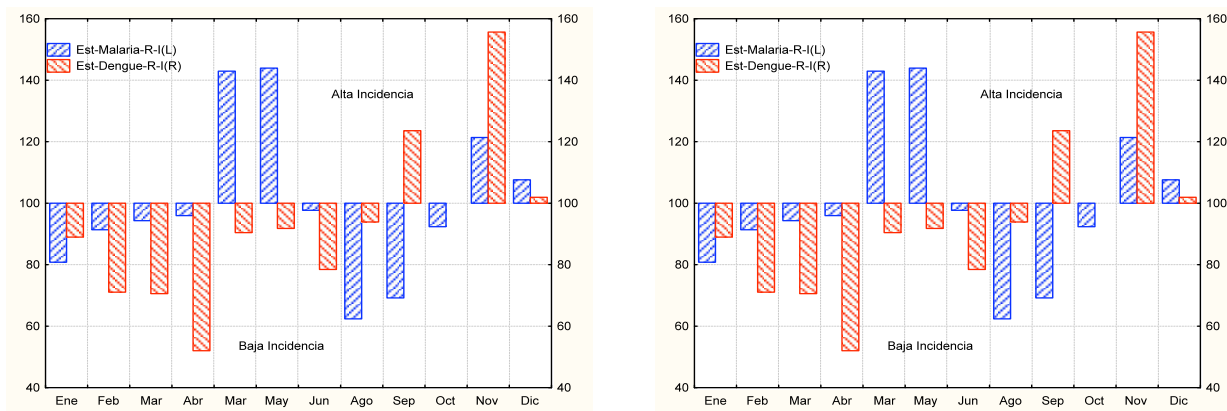 160
140
120
100
80
60
40
160
140
120
100
80
60
40
Est-Malaria-R-I(L)
Est-Dengue-R-I(R)
Alta Incidencia
Baja Incidencia
Ene Feb Mar Abr Mar May Jun Ago Sep Oct Nov Dic
160
140
120
100
80
60
40
160
140
120
100
80
60
40
Est-Malaria-R-I(L)
Est-Dengue-R-I(R)
Alta Incidencia
Baja Incidencia
Ene Feb Mar Abr Mar May Jun Ago Sep Oct Nov Dic